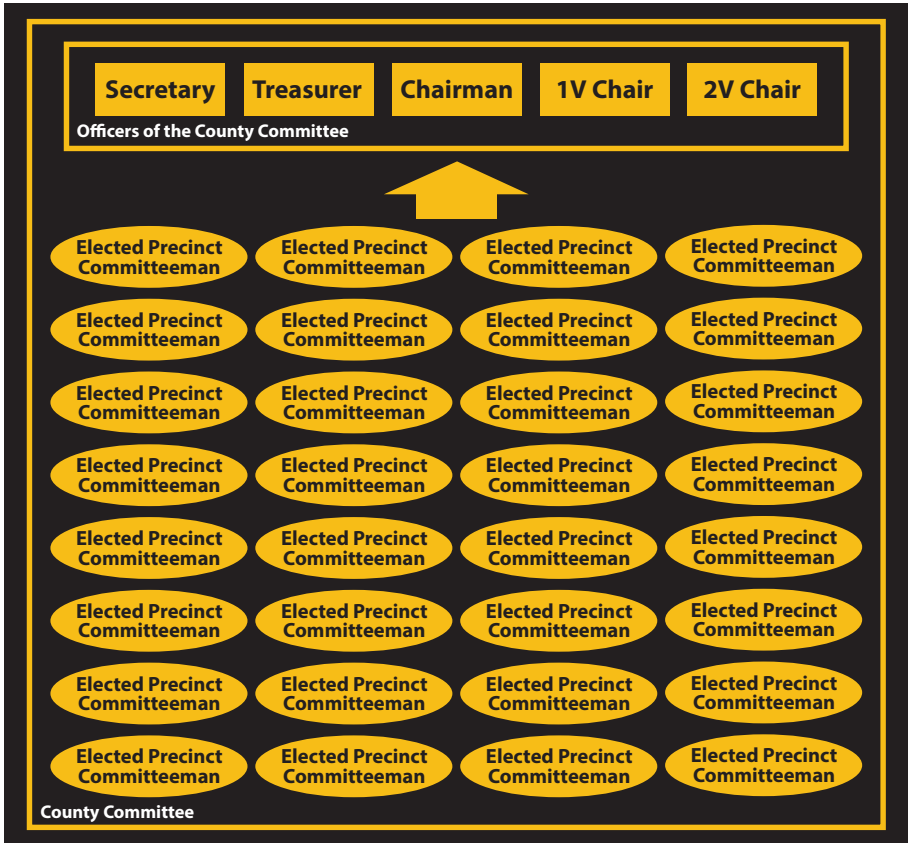 Secretary
Treasurer
Chairman
1V Chair
2V Chair
Officers of the County Committee
Elected Precinct
Committeeman
Elected Precinct
Committeeman
Elected Precinct
Committeeman
Elected Precinct
Committeeman
Elected Precinct
Committeeman
Elected Precinct
Committeeman
Elected Precinct
Committeeman
Elected Precinct
Committeeman
Elected Precinct
Committeeman
Elected Precinct
Committeeman
Elected Precinct
Committeeman
Elected Precinct
Committeeman
Elected Precinct
Committeeman
Elected Precinct
Committeeman
Elected Precinct
Committeeman
Elected Precinct
Committeeman
Elected Precinct
Committeeman
Elected Precinct
Committeeman
Elected Precinct
Committeeman
Elected Precinct
Committeeman
Elected Precinct
Committeeman
Elected Precinct
Committeeman
Elected Precinct
Committeeman
Elected Precinct
Committeeman
Elected Precinct
Committeeman
Elected Precinct
Committeeman
Elected Precinct
Committeeman
Elected Precinct
Committeeman
Elected Precinct
Committeeman
Elected Precinct
Committeeman
Elected Precinct
Committeeman
Elected Precinct
Committeeman
County Committee